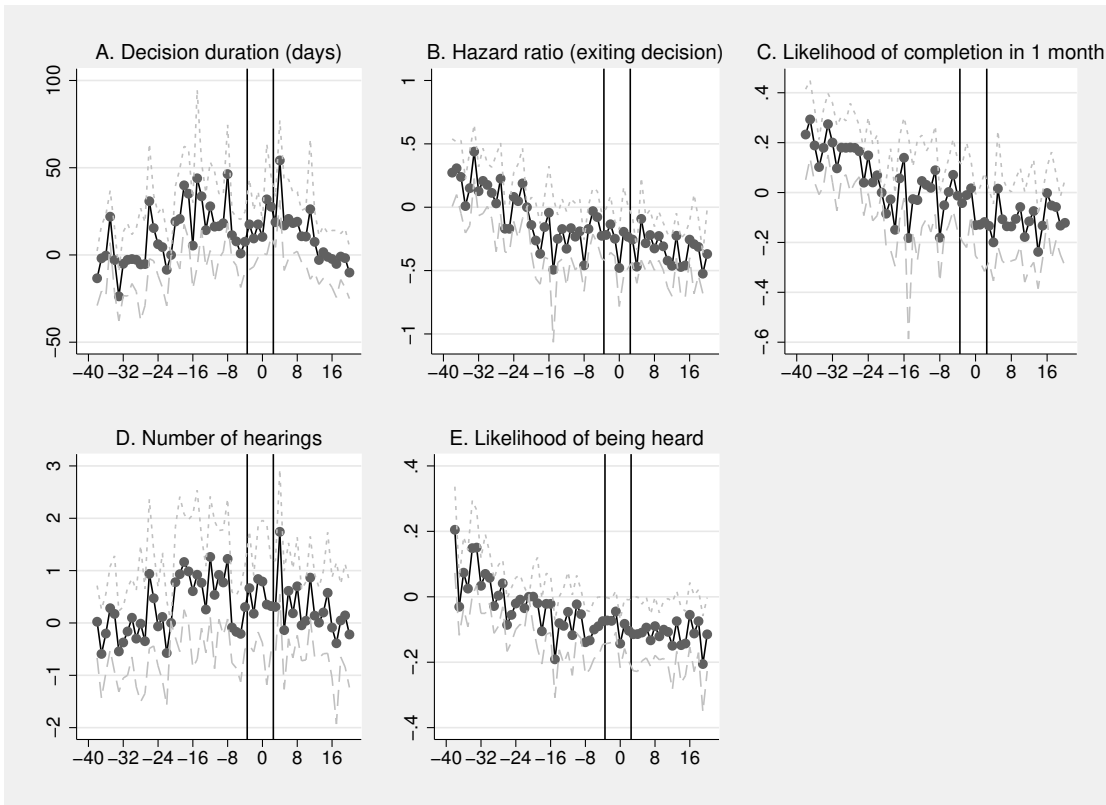 A. Decision duration (days)
100
50
0
−50
−40 −32 −24 −16 −8 0 8 16
B. Hazard ratio (exiting decision)
1
.5
0
−.5
−1
−40 −32 −24 −16 −8 0 8 16
C. Likelihood of completion in 1 month
.4
.2
0
−.2
−.4
−.6
−40 −32 −24 −16 −8 0 8 16
D. Number of hearings
3
2
1
0
−1
−2
−40 −32 −24 −16 −8 0 8 16
E. Likelihood of being heard
.4
.2
0
−.2
−.4
−40 −32 −24 −16 −8 0 8 16